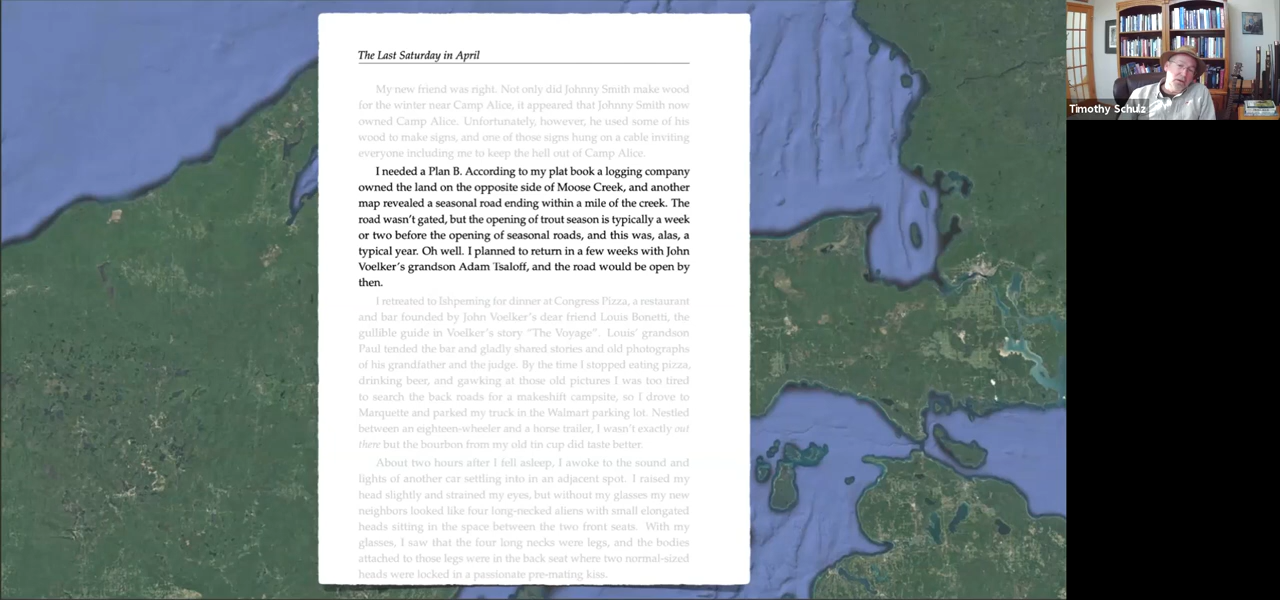 The Last Saturday in April
My new friend was right. Not only did Johnny Smith make wood
for the winter near Camp Alice, it appeared that Johnny Smith now
owned Camp Alice. Unfortunately, however, he used some of his
wood to make signs, and one of those signs hung on a cable inviting
everyone including me to keep the hell out of Camp Alice.
I needed a Plan B. According to my plat book a logging company
owned the land on the opposite side of Moose Creek, and another
map revealed a seasonal road ending within a mile of the creek. The
road wasn't gated, but the opening of trout season is typically a week
or two before the opening of seasonal roads, and this was, alas, a
typical year. Oh well. I planned to return in a few weeks with John
Voelker's grandson Adam Tsaloff, and the road would be open by
then.
I retreated to Ishpeming for dinner at Congress Pizza, a restaurant
and bar founded by John Voelker's dear friend Louis Bonetti, the
gullible guide in Voelker's story "The Voyage". Louis' grandson
Paul tended the bar and gladly shared stories and old photographs
of his grandfather and the judge. By the time I stopped eating pizza,
drinking beer, and gawking at those old pictures I was too tired
to search the back roads for a makeshift campsite, so I drove to
Marquette and parked my truck in the Walmart parking lot. Nestled
between an eighteen-wheeler and a horse trailer, I wasn't exactly out
there but the bourbon from my old tin cup did taste better.
About two hours after I fell asleep, I awoke to the sound and
lights of another car settling into in an adjacent spot. I raised my
head slightly and strained my eyes, but without my glasses my new
neighbors looked like four long-necked aliens with small elongated
heads sitting in the space between the two front seats. With my
glasses, I saw that the four long necks were legs, and the bodies
attached to those legs were in the back seat where two normal-sized
heads were locked in a passionate pre-mating kiss.
Timothy Schulz